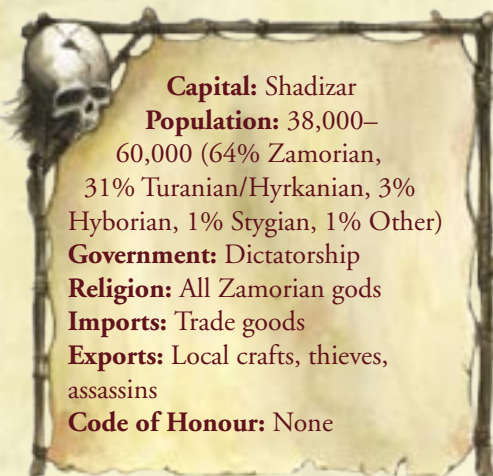 Capital: Shadizar
Population: 38,000–
60,000 (64% Zamorian,
31% Turanian/Hyrkanian, 3%
Hyborian, 1% Stygian, 1% Other)
Government: Dictatorship
Religion: All Zamorian gods
Imports: Trade goods
Exports: Local crafts, thieves,
assassins
Code of Honour: None